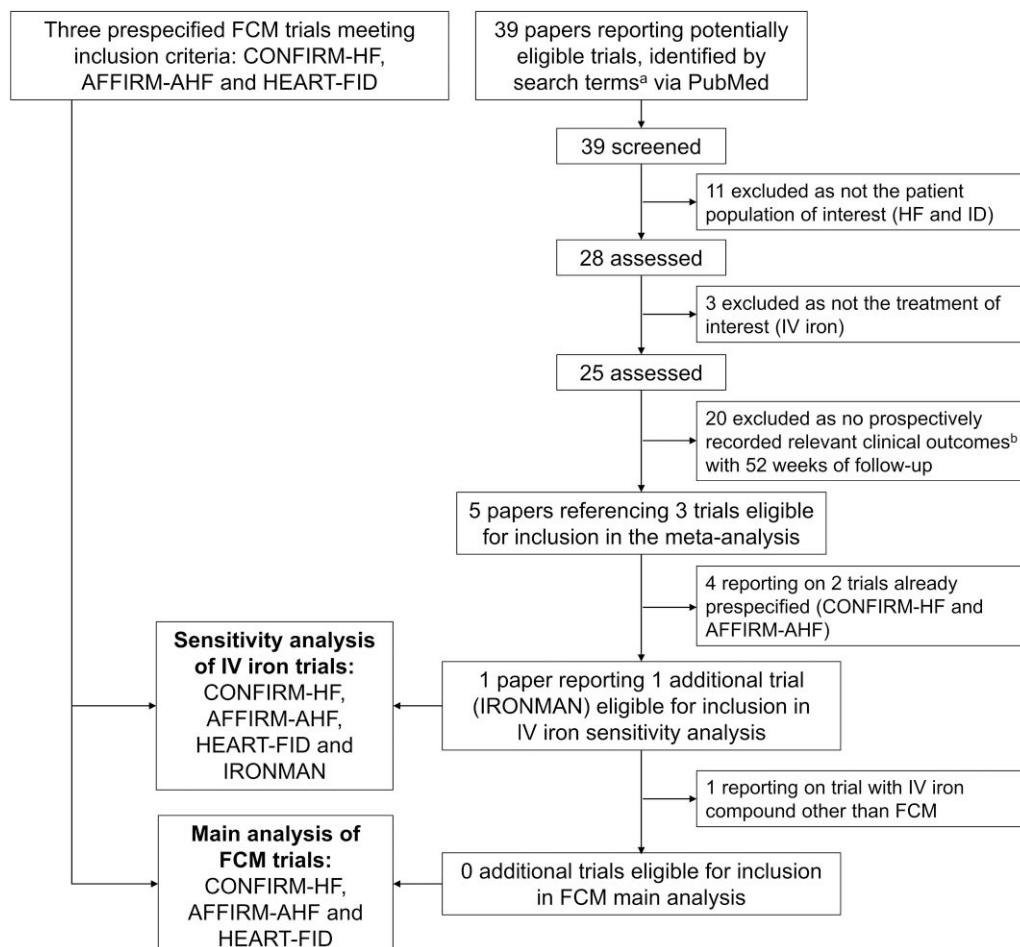 Three prespecified FCM trials meeting
inclusion criteria: CONFIRM-HF,
AFFIRM-AHF and HEART-FID
39 papers reporting potentially
eligible trials, identified by
search termsᵃ via PubMed
39 screened
11 excluded as not the patient
population of interest (HF and ID)
28 assessed
3 excluded as not the treatment of
interest (IV iron)
25 assessed
20 excluded as no prospectively
recorded relevant clinical outcomesᵇ
with 52 weeks of follow-up
5 papers referencing 3 trials eligible
for inclusion in the meta-analysis
4 reporting on 2 trials already
prespecified (CONFIRM-HF and
AFFIRM-AHF)
Sensitivity analysis
of IV iron trials:
CONFIRM-HF,
AFFIRM-AHF,
HEART-FID and
IRONMAN
1 paper reporting 1 additional trial
(IRONMAN) eligible for inclusion in
IV iron sensitivity analysis
1 reporting on trial with IV iron
compound other than FCM
Main analysis of
FCM trials:
CONFIRM-HF,
AFFIRM-AHF and
HEART-FID
0 additional trials eligible for inclusion
in FCM main analysis